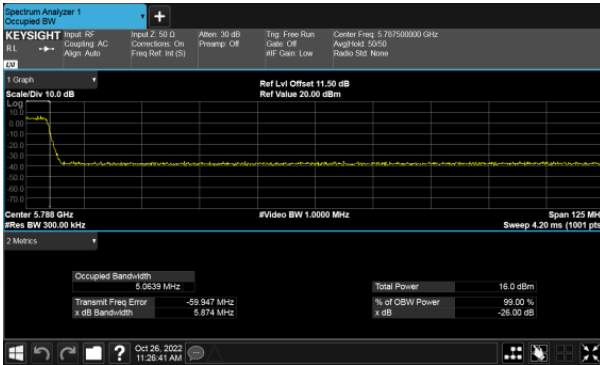 Spectrum Analyzer 1
Occupied BW
KEYSIGHT
RL
LXI
Input: RF
Coupling: AC
Align: Auto
Input Z: 50 Ω
Corrections: On
Freq Ref: Int (S)
Atten: 30 dB
Preamp: Off
Trig: Free Run
Gate: Off
#IF Gain: Low
Center Freq: 5.787500000 GHz
Avg|Hold: 50/50
Radio Std: None
1 Graph
Scale/Div 10.0 dB
Ref Lvl Offset 11.50 dB
Ref Value 20.00 dBm
Log
10.0
0.00
-10.0
-20.0
-30.0
-40.0
-50.0
-60.0
-70.0
Center 5.788 GHz
#Video BW 1.0000 MHz
Span 125 MH
#Res BW 300.00 kHz
Sweep 4.20 ms (1001 pts
2 Metrics
Occupied Bandwidth
5.0639 MHz
Total Power 16.0 dBm
Transmit Freq Error -59.947 MHz
% of OBW Power 99.00 %
x dB Bandwidth 5.874 MHz
x dB -26.00 dB
?
Oct 26, 2022
11:26:41 AM